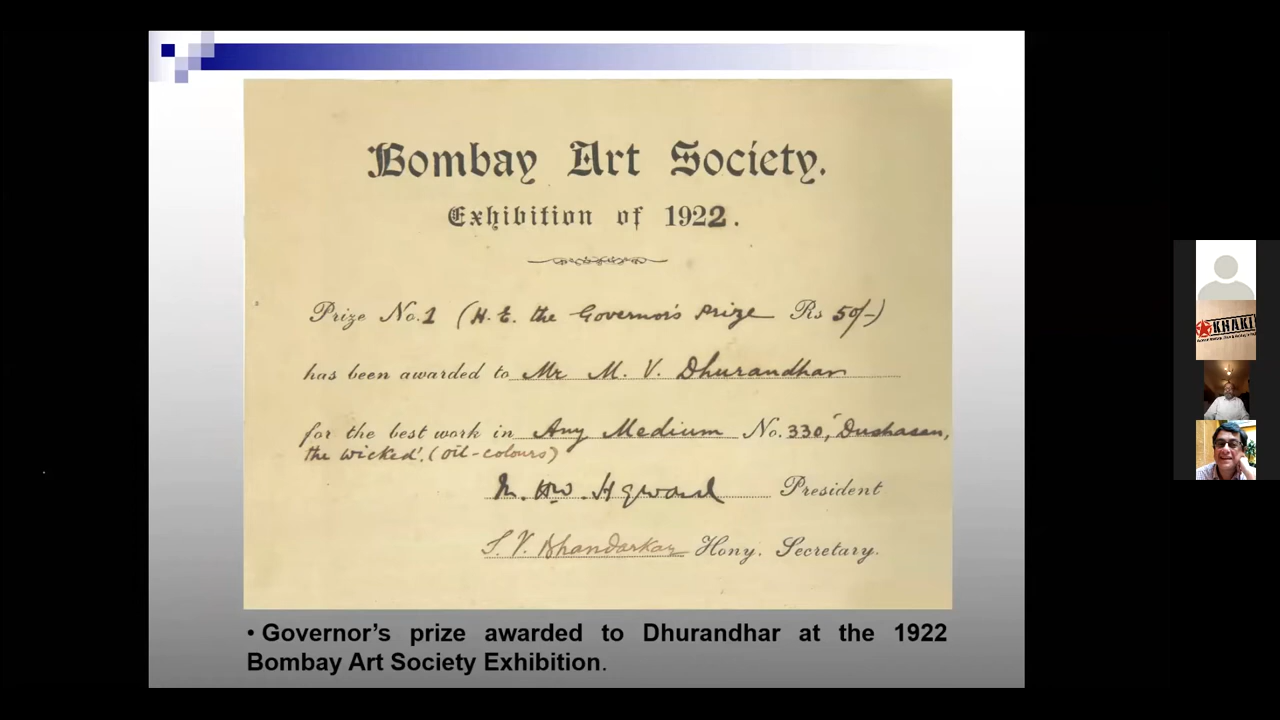 Bombay Art Society.
Exhibition of 1922.
Prize No. 1 (H. E. the Governor's Prize Rs 50/-)
has been awarded to Mr M. V. Dhurandhar
for the best work in Any Medium No. 330, 'Dushasan,
the wicked'. (oil-colours)
Hayward President
S. V. Bhandarkar Hony. Secretary.
• Governor's prize awarded to Dhurandhar at the 1922
Bombay Art Society Exhibition.
KHAKI